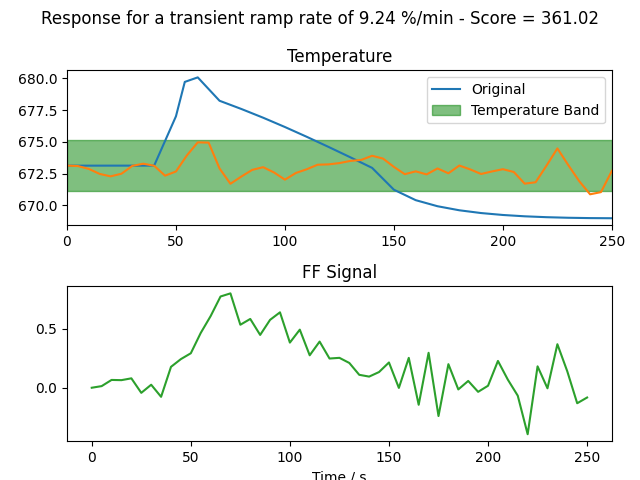 Response for a transient ramp rate of 9.24 %/min - Score = 361.02
Temperature
680.0
677.5
675.0
672.5
670.0
Original
Temperature Band
0 50 100 150 200 250
FF Signal
0.5
0.0
0 50 100 150 200 250
Time / s